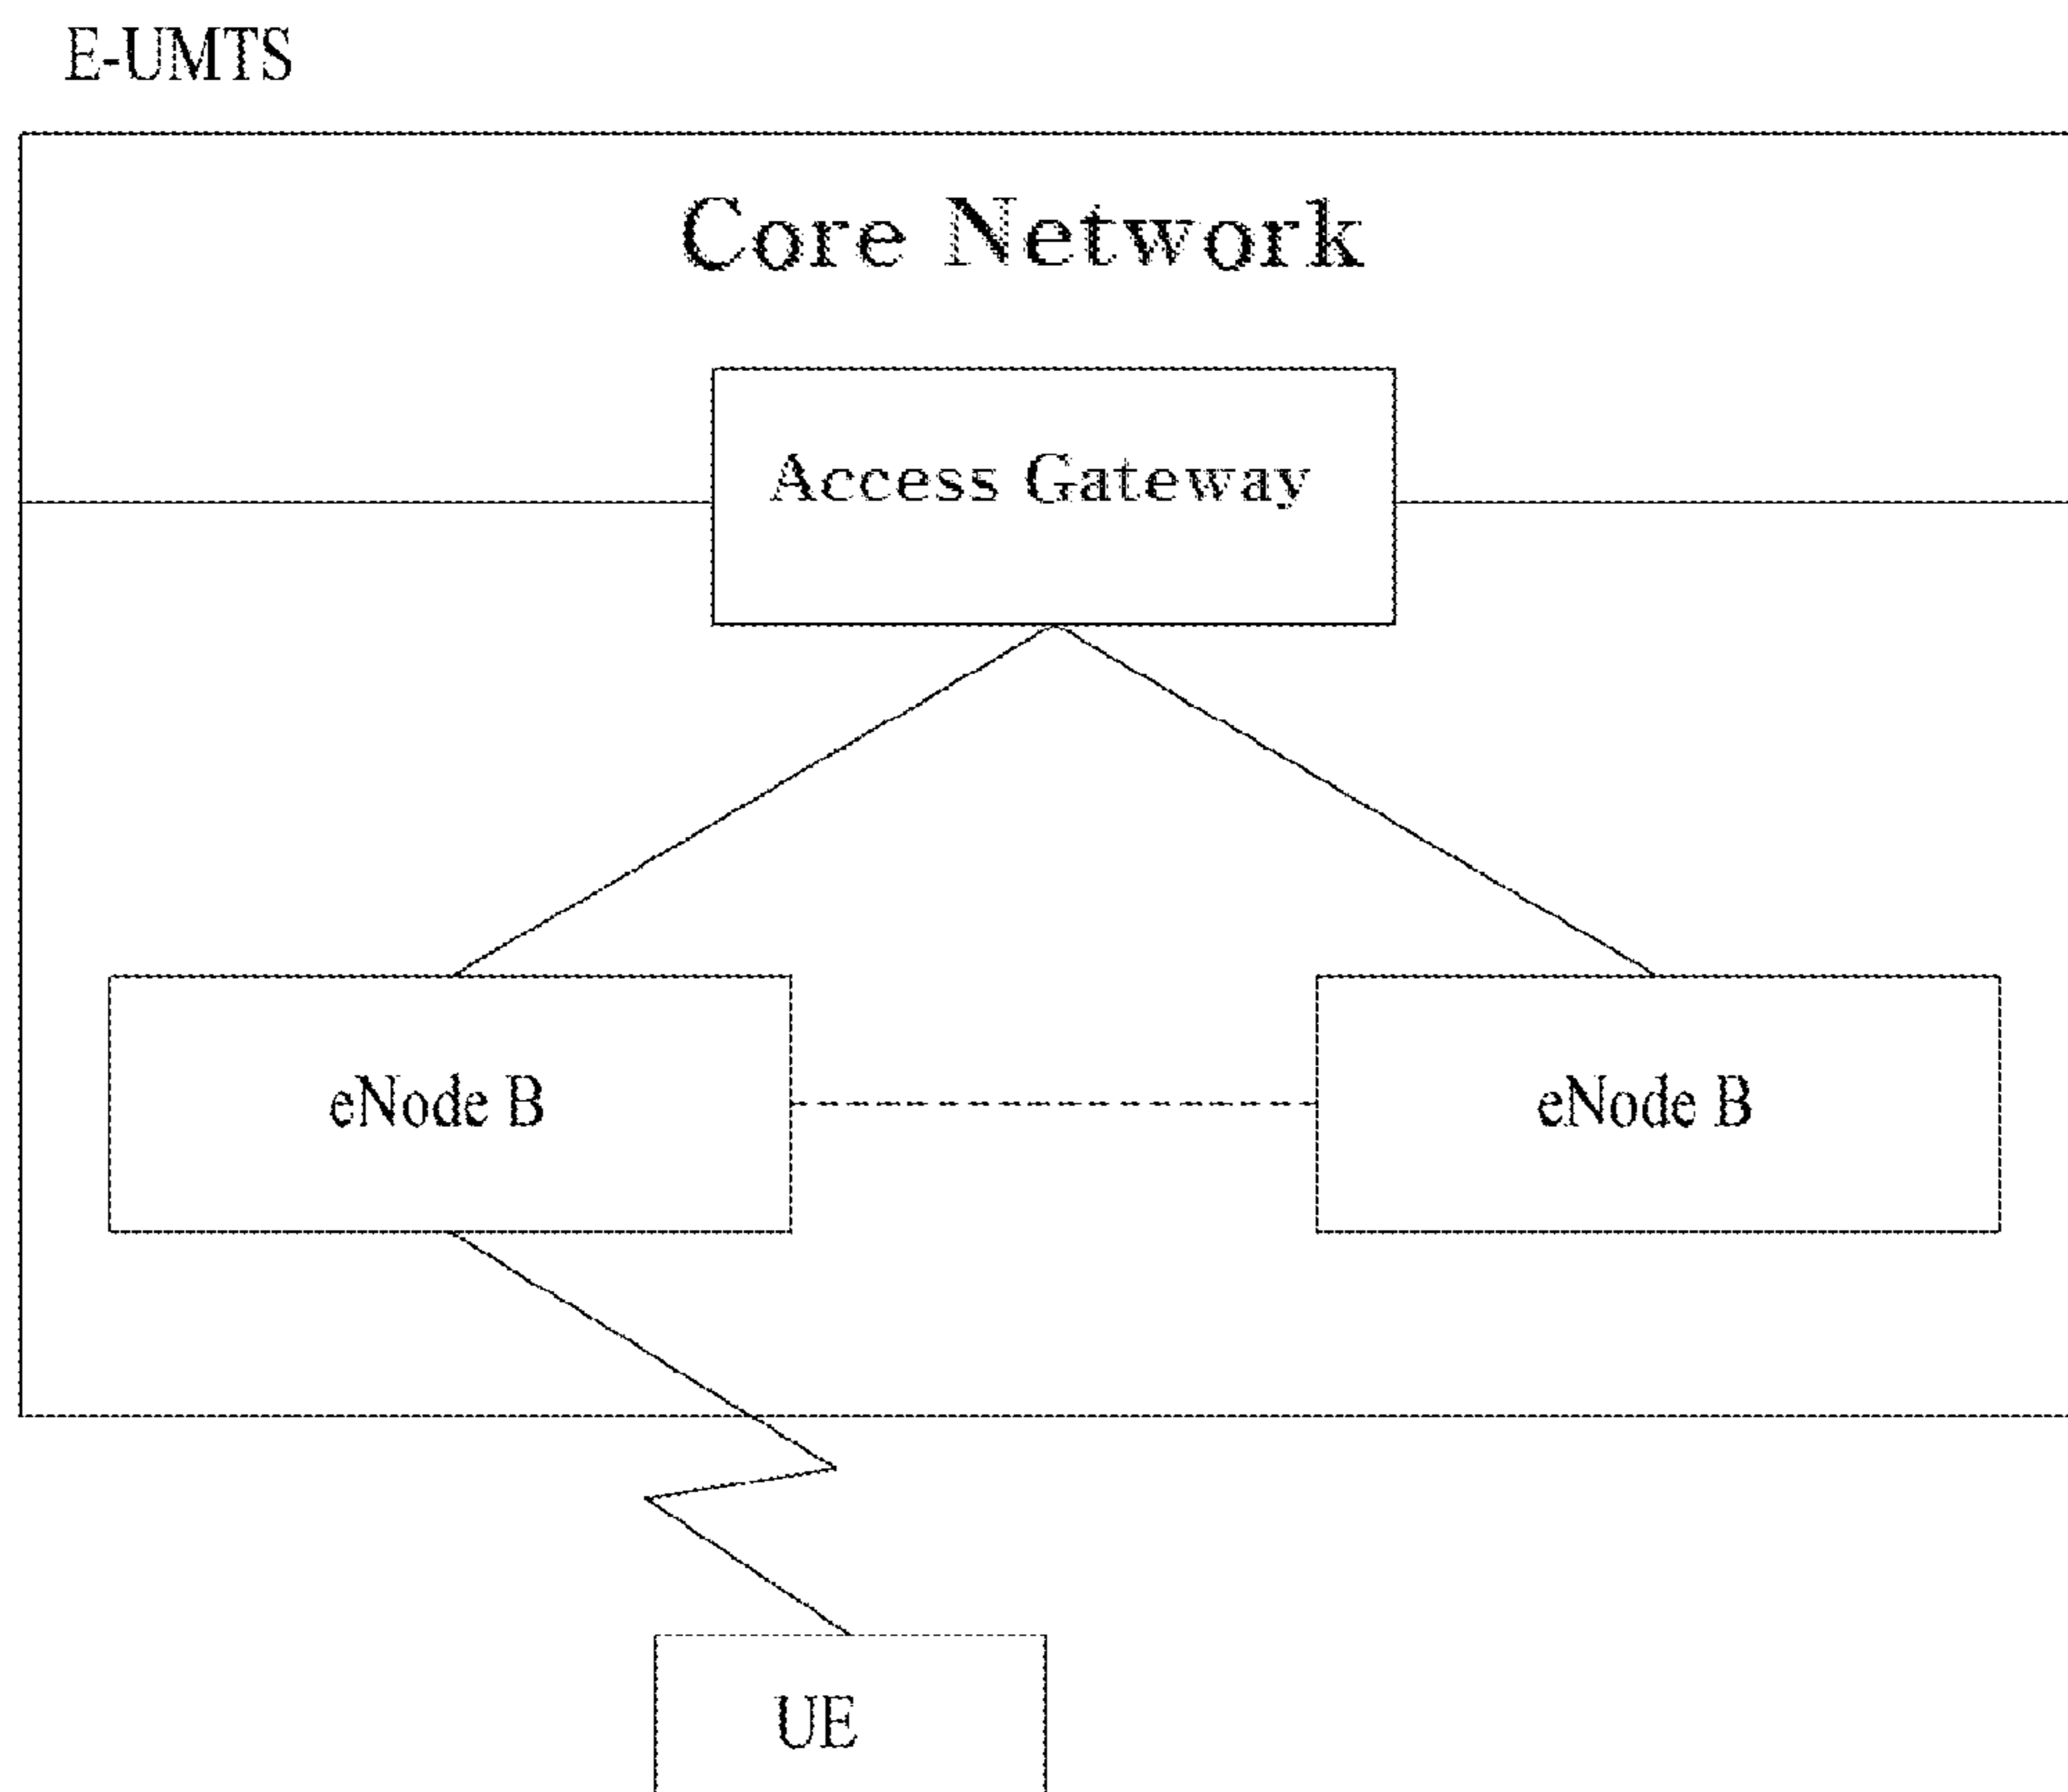 E-UMTS
Core Network
Access Gateway
eNode B
eNode B
UE